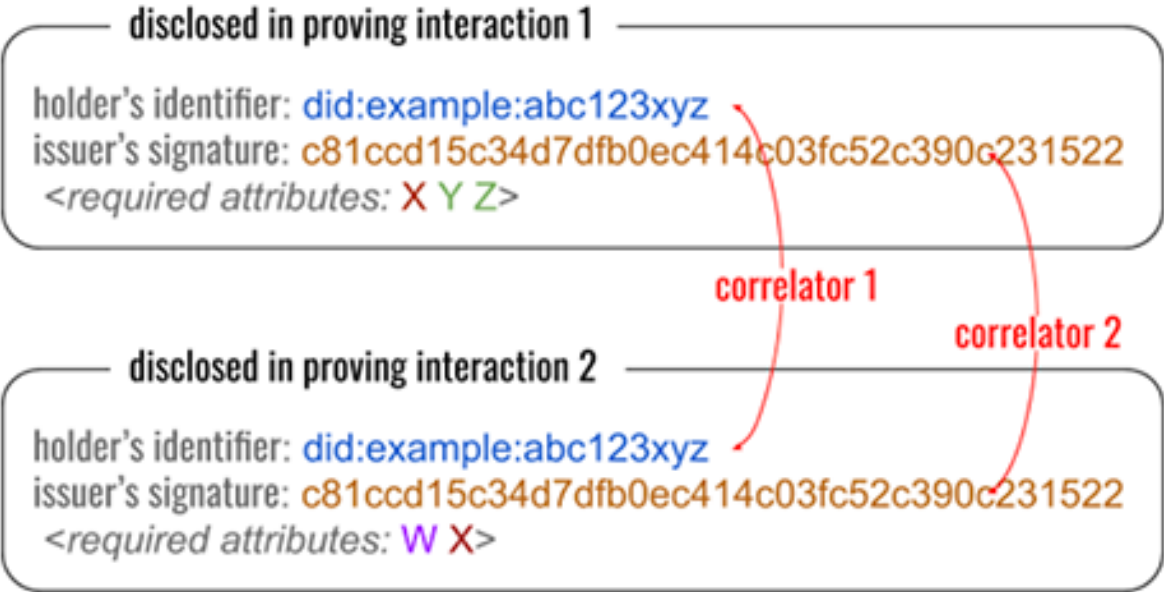 disclosed in proving interaction 1
holder's identifier: did:example:abc123xyz
issuer's signature: c81ccd15c34d7dfb0ec414c03fc52c390c231522
<required attributes: X Y Z>
correlator 1
correlator 2
disclosed in proving interaction 2
holder's identifier: did:example:abc123xyz
issuer's signature: c81ccd15c34d7dfb0ec414c03fc52c390c231522
<required attributes: W X>